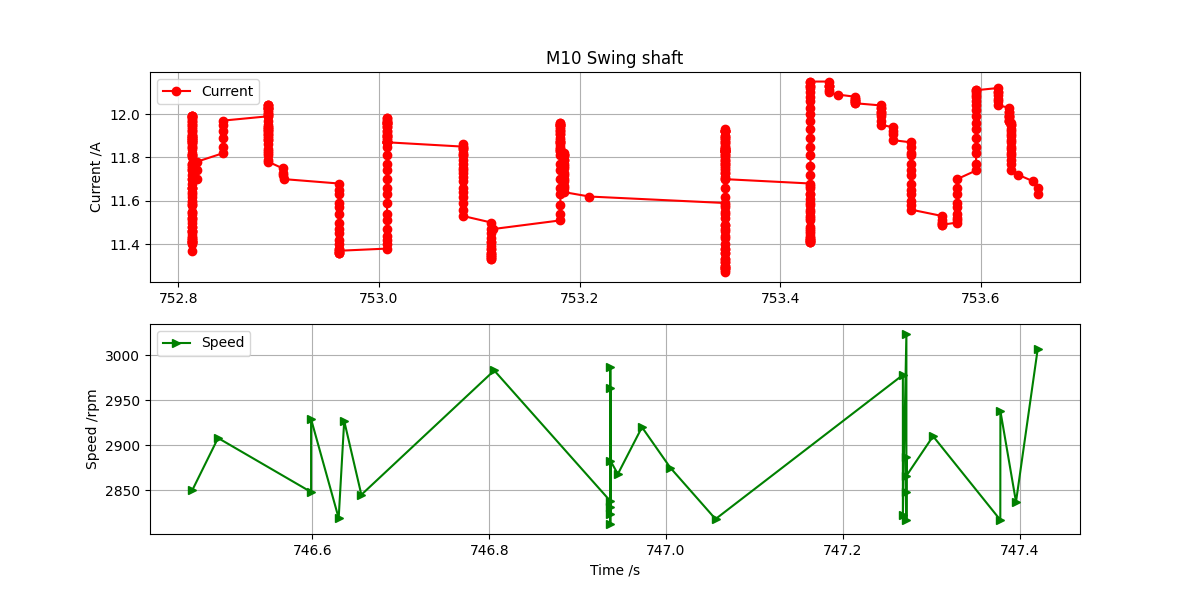 M10 Swing shaft
Current
Current /A
12.0
11.8
11.6
11.4
752.8 753.0 753.2 753.4 753.6
Speed
Speed /rpm
3000
2950
2900
2850
746.6 746.8 747.0 747.2 747.4
Time /s